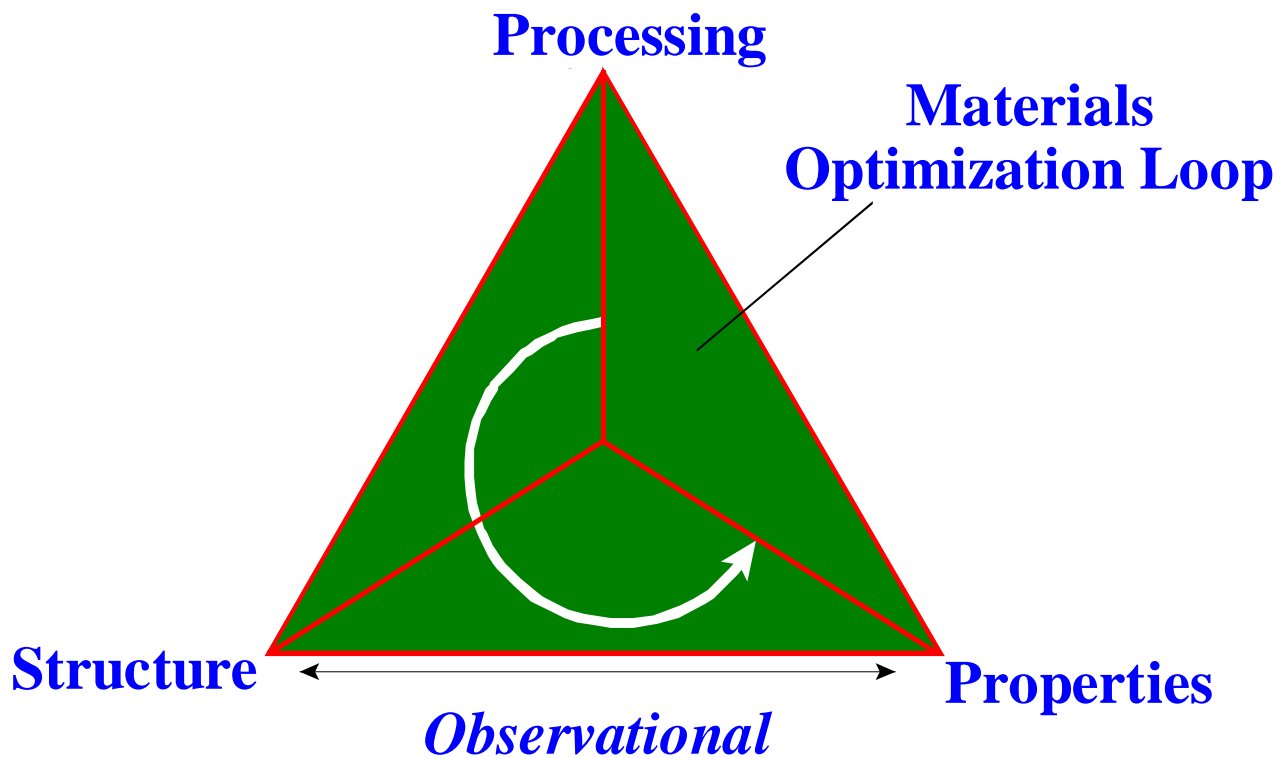 Processing
Materials
Optimization Loop
Structure
Properties
Observational